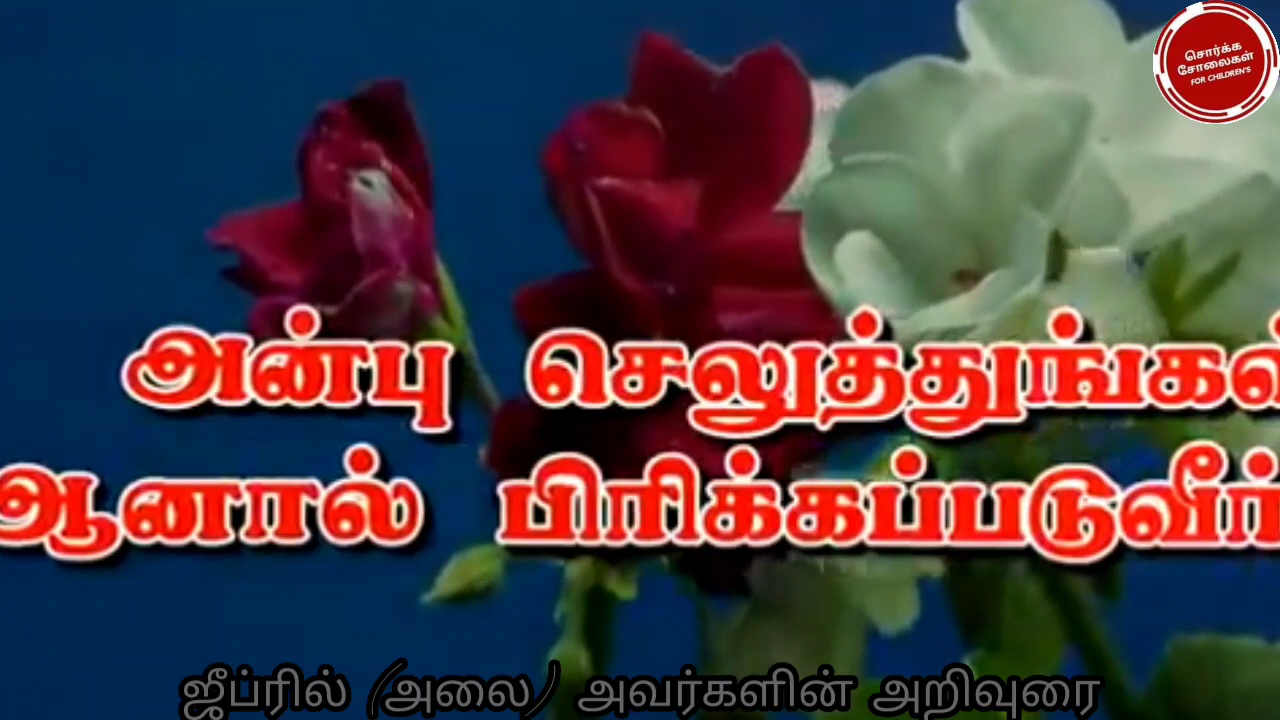 சொர்க்க
சோலைகள்
FOR CHILDREN'S
அன்பு செலுத்துங்கள்
ஆனால் பிரிக்கப்படுவீர்
ஜீப்ரில் (அலை) அவர்களின் அறிவுரை